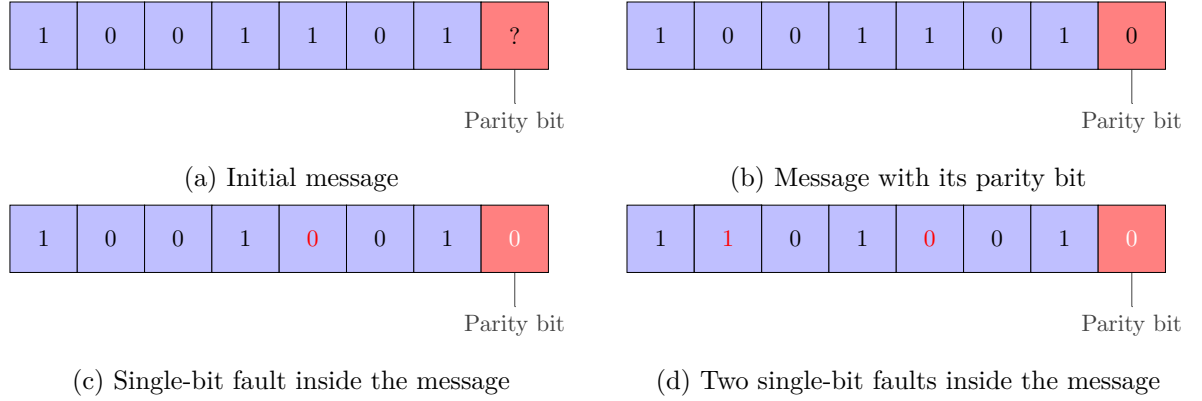 1 0 0 1 1 0 1 ?
Parity bit
(a) Initial message
1 0 0 1 1 0 1 0
Parity bit
(b) Message with its parity bit
1 0 0 1 0 0 1 0
Parity bit
(c) Single-bit fault inside the message
1 1 0 1 0 0 1 0
Parity bit
(d) Two single-bit faults inside the message